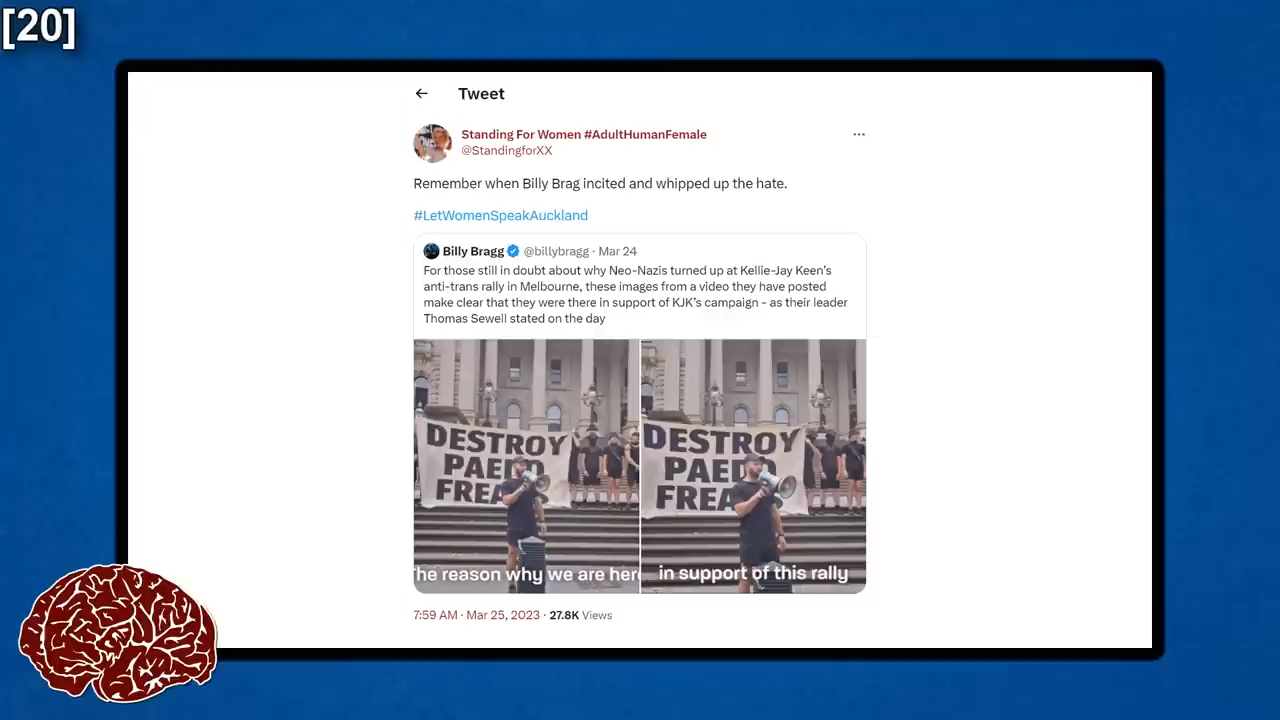 [20]
Tweet
Standing For Women #AdultHumanFemale
@StandingforXX
Remember when Billy Brag incited and whipped up the hate.
#LetWomenSpeakAuckland
Billy Bragg @billybragg · Mar 24
For those still in doubt about why Neo-Nazis turned up at Kellie-Jay Keen's
anti-trans rally in Melbourne, these images from a video they have posted
make clear that they were there in support of KJK's campaign - as their leader
Thomas Sewell stated on the day
DESTROY
PAEDO
FREA
he reason why we are here
DESTROY
PAEDO
FREA
in support of this rally
7:59 AM · Mar 25, 2023 · 27.8K Views